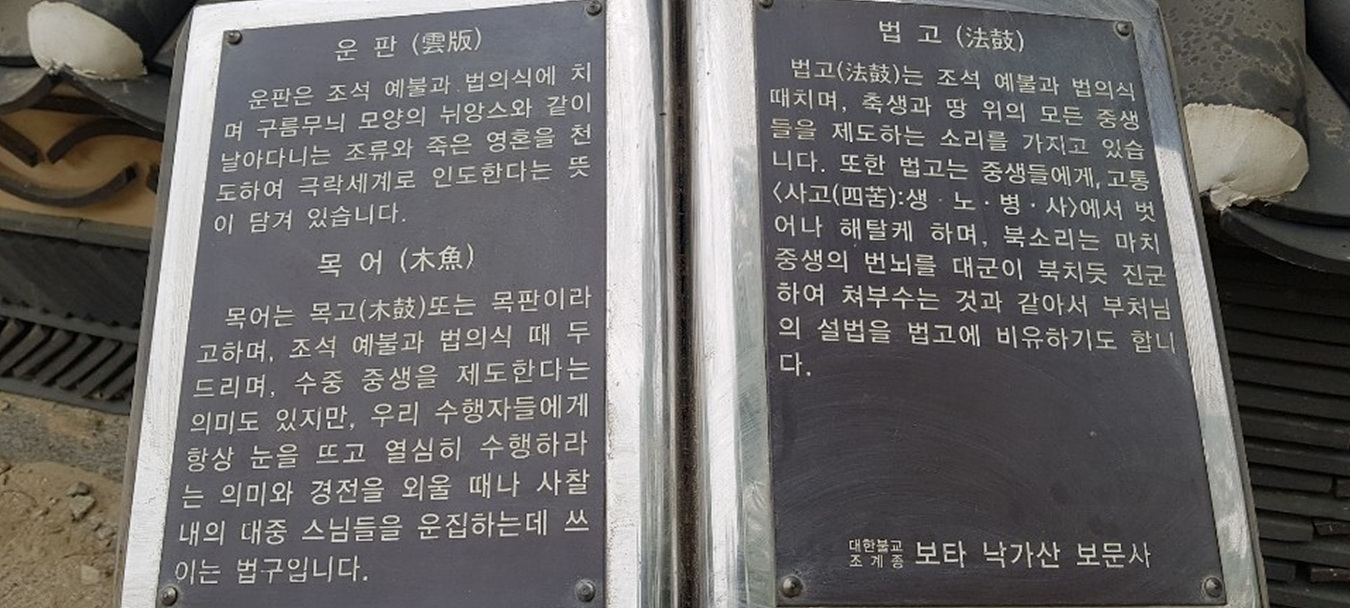 운 판 (雲版)
운판은 조석 예불과 법의식에 치
며 구름무늬 모양의 뉘앙스와 같이
날아다니는 조류와 죽은 영혼을 천
도하여 극락세계로 인도한다는 뜻
이 담겨 있습니다.
목 어 (木魚)
목어는 목고(木鼓)또는 목판이라
고하며, 조석 예불과 법의식 때 두
드리며, 수중 중생을 제도한다는
의미도 있지만, 우리 수행자들에게
항상 눈을 뜨고 열심히 수행하라
는 의미와 경전을 외울 때나 사찰
내의 대중 스님들을 운집하는데 쓰
이는 법구입니다.
법 고 (法鼓)
법고(法鼓)는 조석 예불과 법의식
때치며, 축생과 땅 위의 모든 중생
들을 제도하는 소리를 가지고 있습
니다. 또한 법고는 중생들에게, 고통
〈사고(四苦):생 · 노 · 병 · 사〉에서 벗
어나 해탈케 하며, 북소리는 마치
중생의 번뇌를 대군이 북치듯 진군
하여 쳐부수는 것과 같아서 부처님
의 설법을 법고에 비유하기도 합니
다.
대한불교
조계종 보타 낙가산 보문사